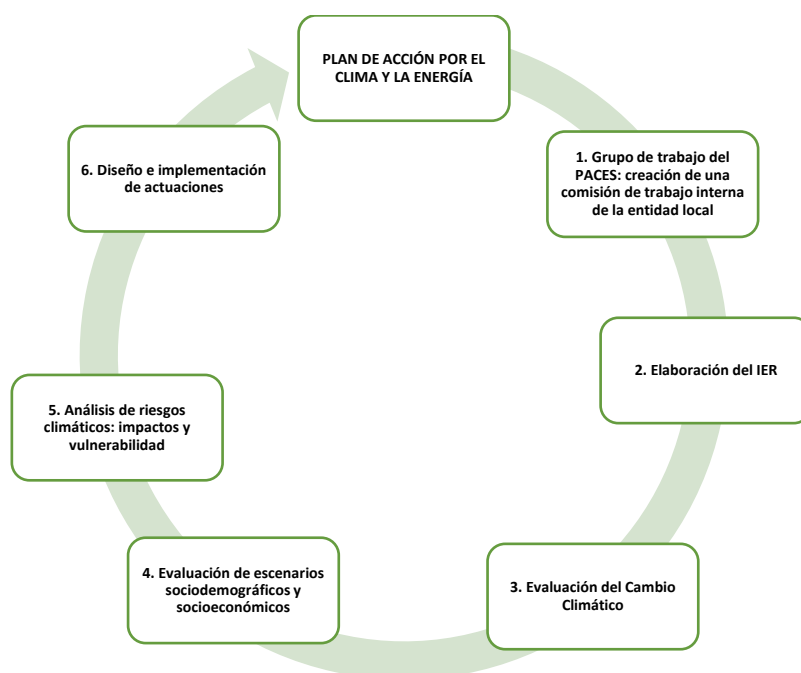 PLAN DE ACCIÓN POR EL
CLIMA Y LA ENERGÍA
1. Grupo de trabajo del
PACES: creación de una
comisión de trabajo interna
de la entidad local
2. Elaboración del IER
3. Evaluación del Cambio
Climático
4. Evaluación de escenarios
sociodemográficos y
socioeconómicos
5. Análisis de riesgos
climáticos: impactos y
vulnerabilidad
6. Diseño e implementación
de actuaciones